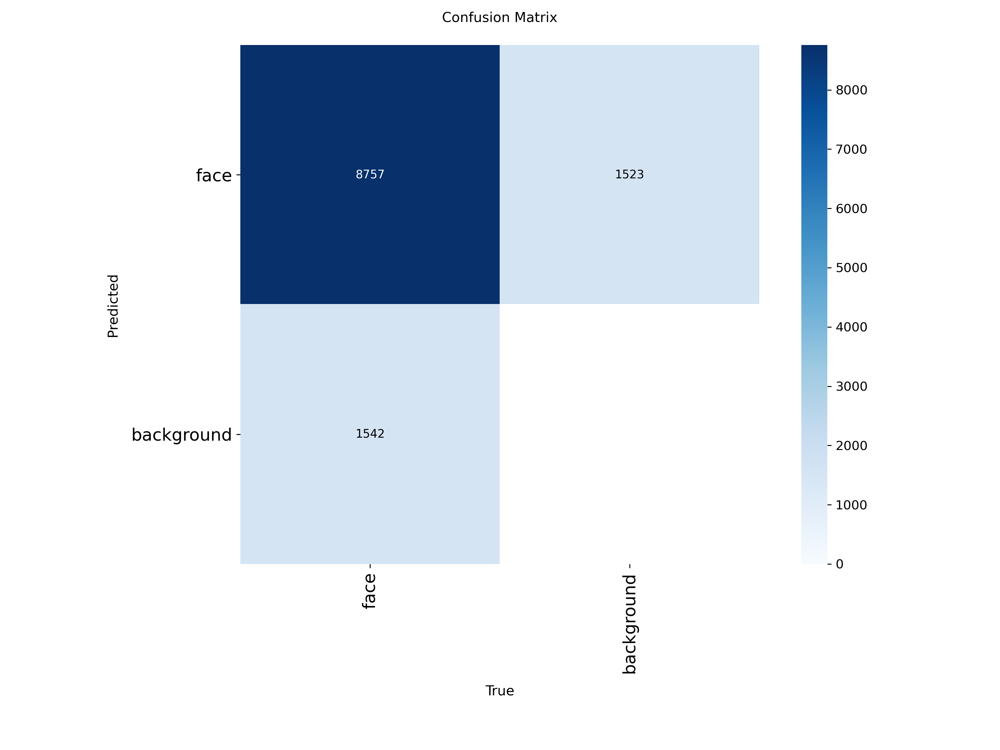 Confusion Matrix
face
8757
1523
background
1542
Predicted
face
background
True
8000
7000
6000
5000
4000
3000
2000
1000
0